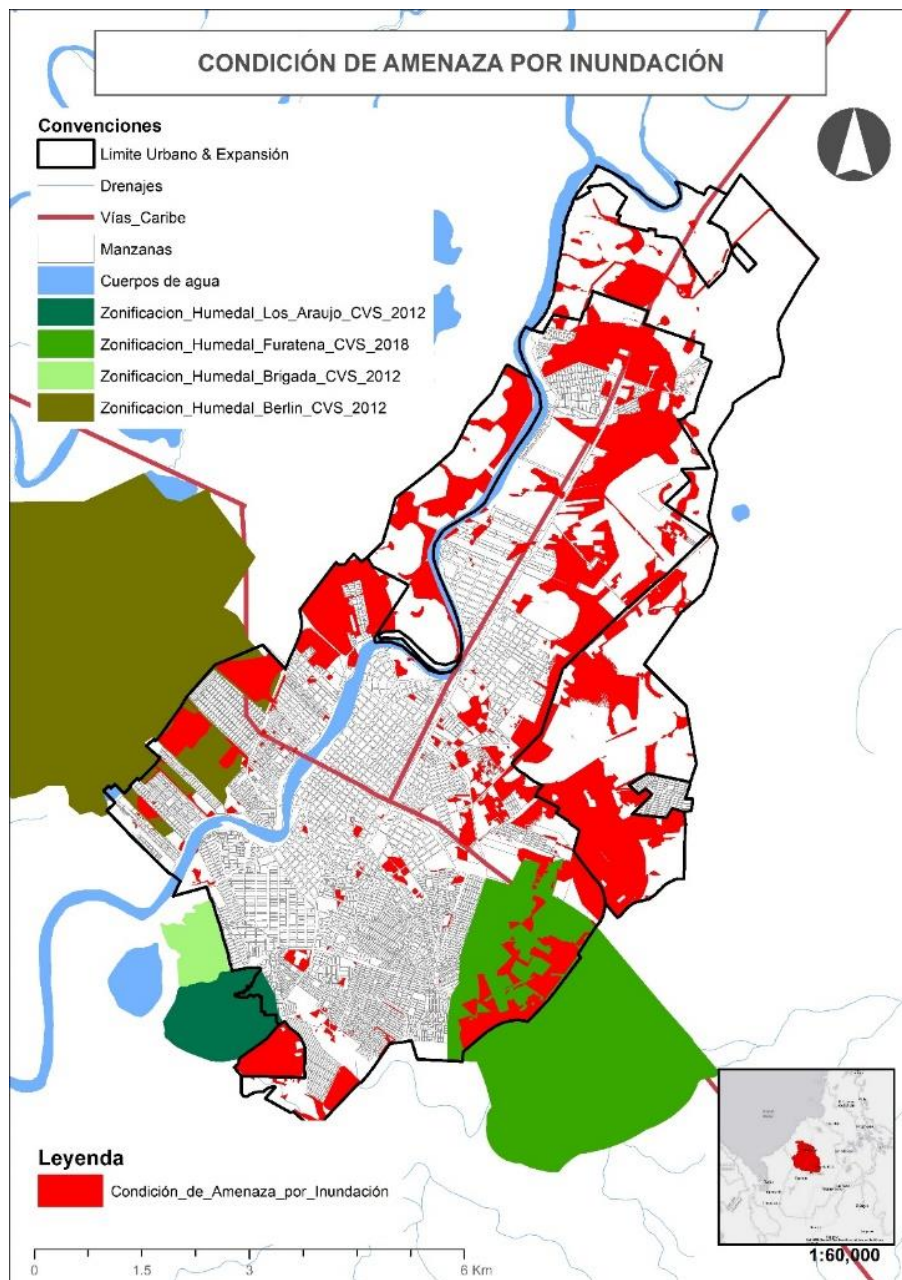 CONDICIÓN DE AMENAZA POR INUNDACIÓN
Convenciones
Limite Urbano & Expansión
Drenajes
Vías_Caribe
Manzanas
Cuerpos de agua
Zonificacion_Humedal_Los_Araujo_CVS_2012
Zonificacion_Humedal_Furatena_CVS_2018
Zonificacion_Humedal_Brigada_CVS_2012
Zonificacion_Humedal_Berlin_CVS_2012
Leyenda
Condición_de_Amenaza_por_Inundación
0 1.5 3 6 Km
1:60,000